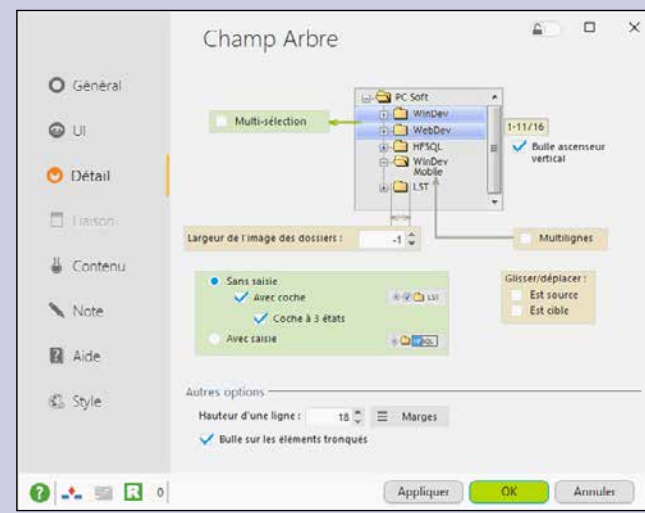 Champ Arbre
Général
UI
Détail
Liaison
Contenu
Note
Aide
Style
PC Soft
WinDev
WebDev
HFSQL
WinDev
Mobile
LST
Multi-sélection
1-11/16
Bulle ascenseur
vertical
Largeur de l'image des dossiers :
-1
Multilignes
Sans saisie
Avec coche
LST
Coche à 3 états
Avec saisie
HFSQL
Glisser/déplacer :
Est source
Est cible
Autres options
Hauteur d'une ligne :
18
Marges
Bulle sur les éléments tronqués
? R 0
Appliquer
OK
Annuler